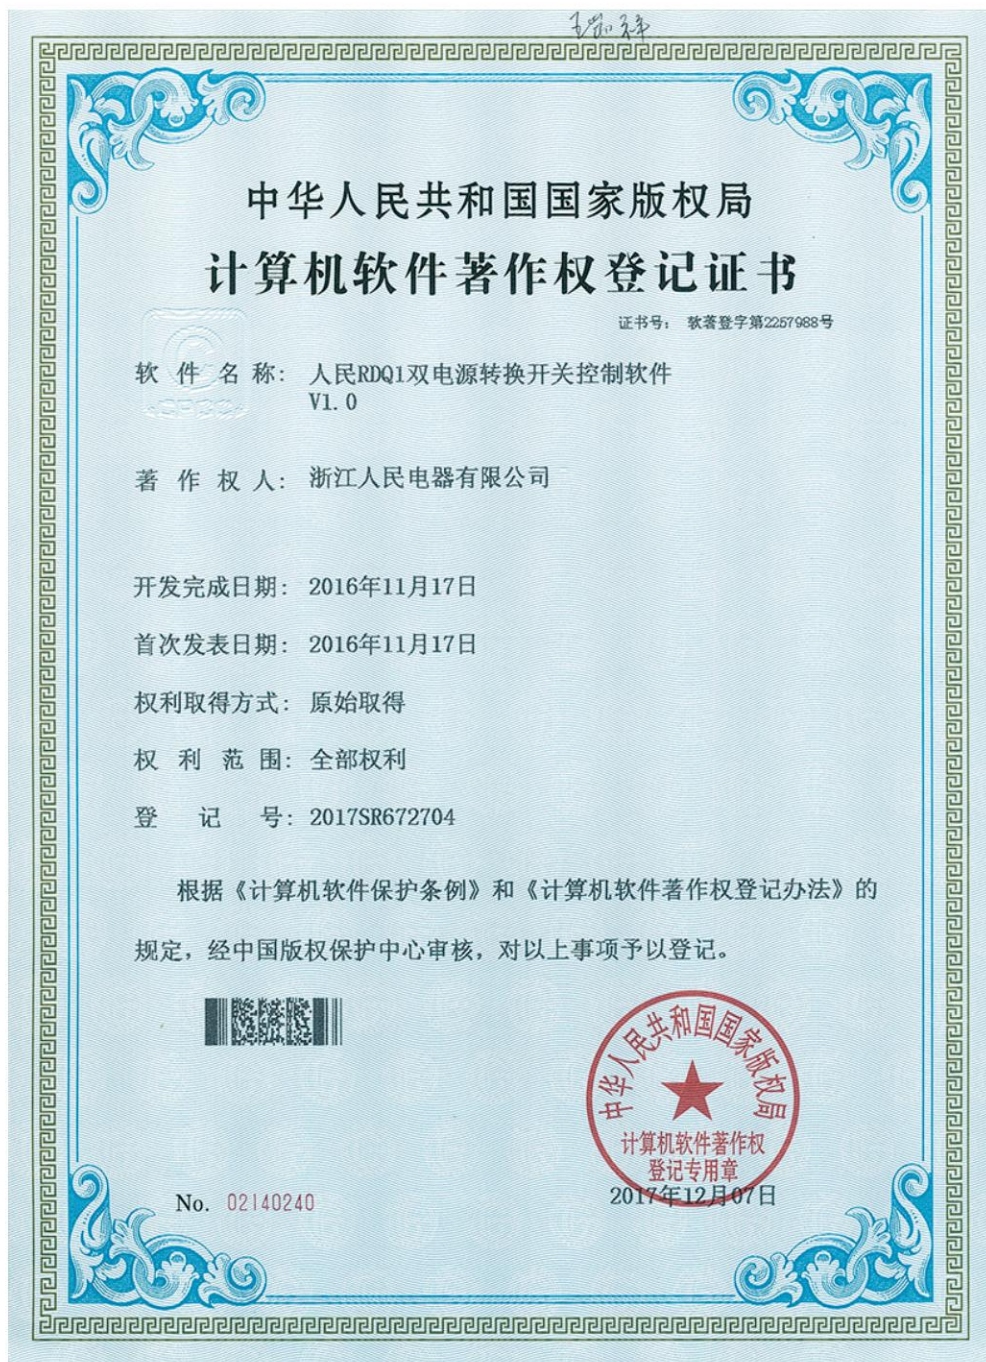 中华人民共和国国家版权局
计算机软件著作权登记证书
证书号： 软著登字第2257988号
软件名称： 人民RDQ1双电源转换开关控制软件
V1.0
著作权人： 浙江人民电器有限公司
开发完成日期： 2016年11月17日
首次发表日期： 2016年11月17日
权利取得方式： 原始取得
权利范围： 全部权利
登记号： 2017SR672704
根据《计算机软件保护条例》和《计算机软件著作权登记办法》的
规定，经中国版权保护中心审核，对以上事项予以登记。
中华人民共和国国家版权局
计算机软件著作权
登记专用章
2017年12月07日
No. 02140240